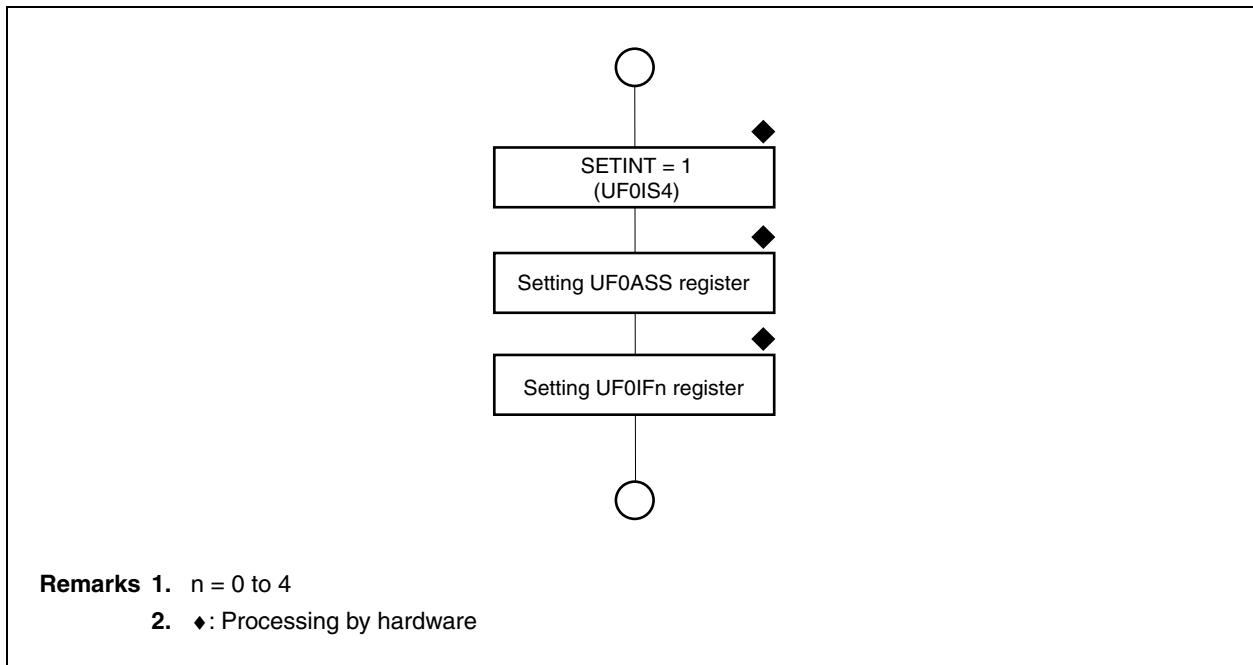 SETINT = 1
(UF0IS4)
Setting UF0ASS register
Setting UF0IFn register
Remarks 1. n = 0 to 4
2. ♦: Processing by hardware